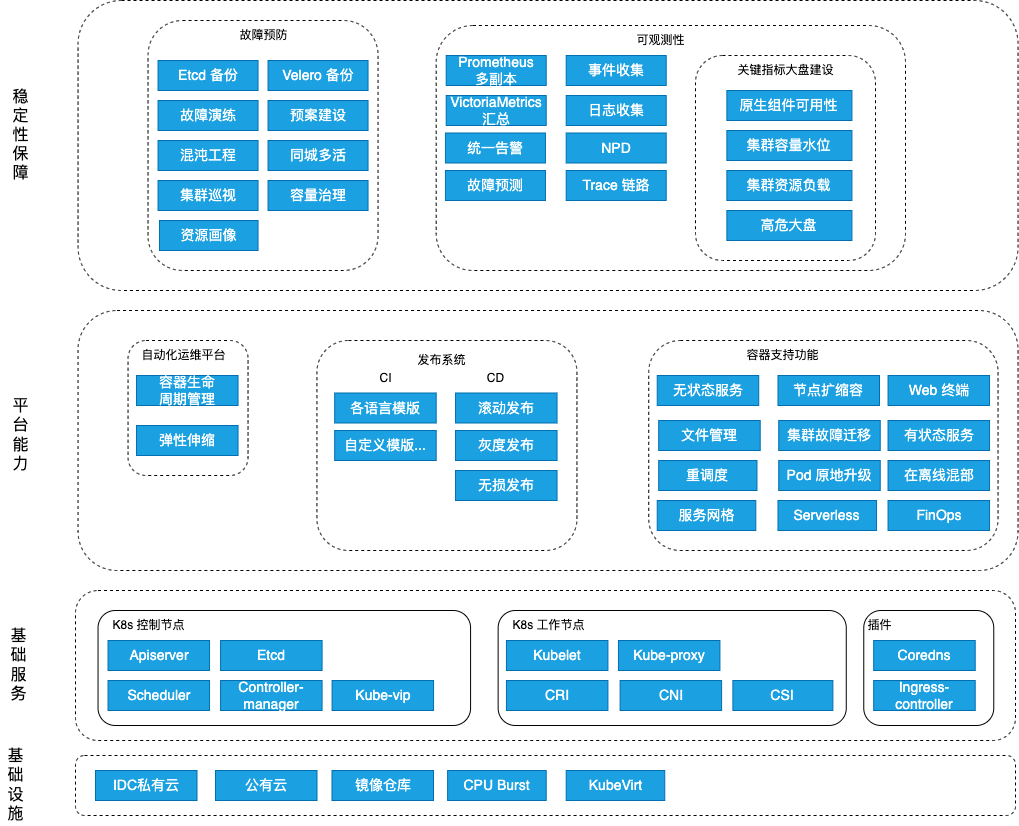 稳定性保障
故障预防
Etcd 备份
Velero 备份
故障演练
预案建设
混沌工程
同城多活
集群巡视
容量治理
资源画像
可观测性
Prometheus
多副本
事件收集
VictoriaMetrics
汇总
日志收集
统一告警
NPD
故障预测
Trace 链路
关键指标大盘建设
原生组件可用性
集群容量水位
集群资源负载
高危大盘
平台能力
自动化运维平台
容器生命
周期管理
弹性伸缩
发布系统
CI
CD
各语言模版
滚动发布
自定义模版...
灰度发布
无损发布
容器支持功能
无状态服务
节点扩缩容
Web 终端
文件管理
集群故障迁移
有状态服务
重调度
Pod 原地升级
在离线混部
服务网格
Serverless
FinOps
基础服务
K8s 控制节点
Apiserver
Etcd
Scheduler
Controller-
manager
Kube-vip
K8s 工作节点
Kubelet
Kube-proxy
CRI
CNI
CSI
插件
Coredns
Ingress-
controller
基础设施
IDC私有云
公有云
镜像仓库
CPU Burst
KubeVirt